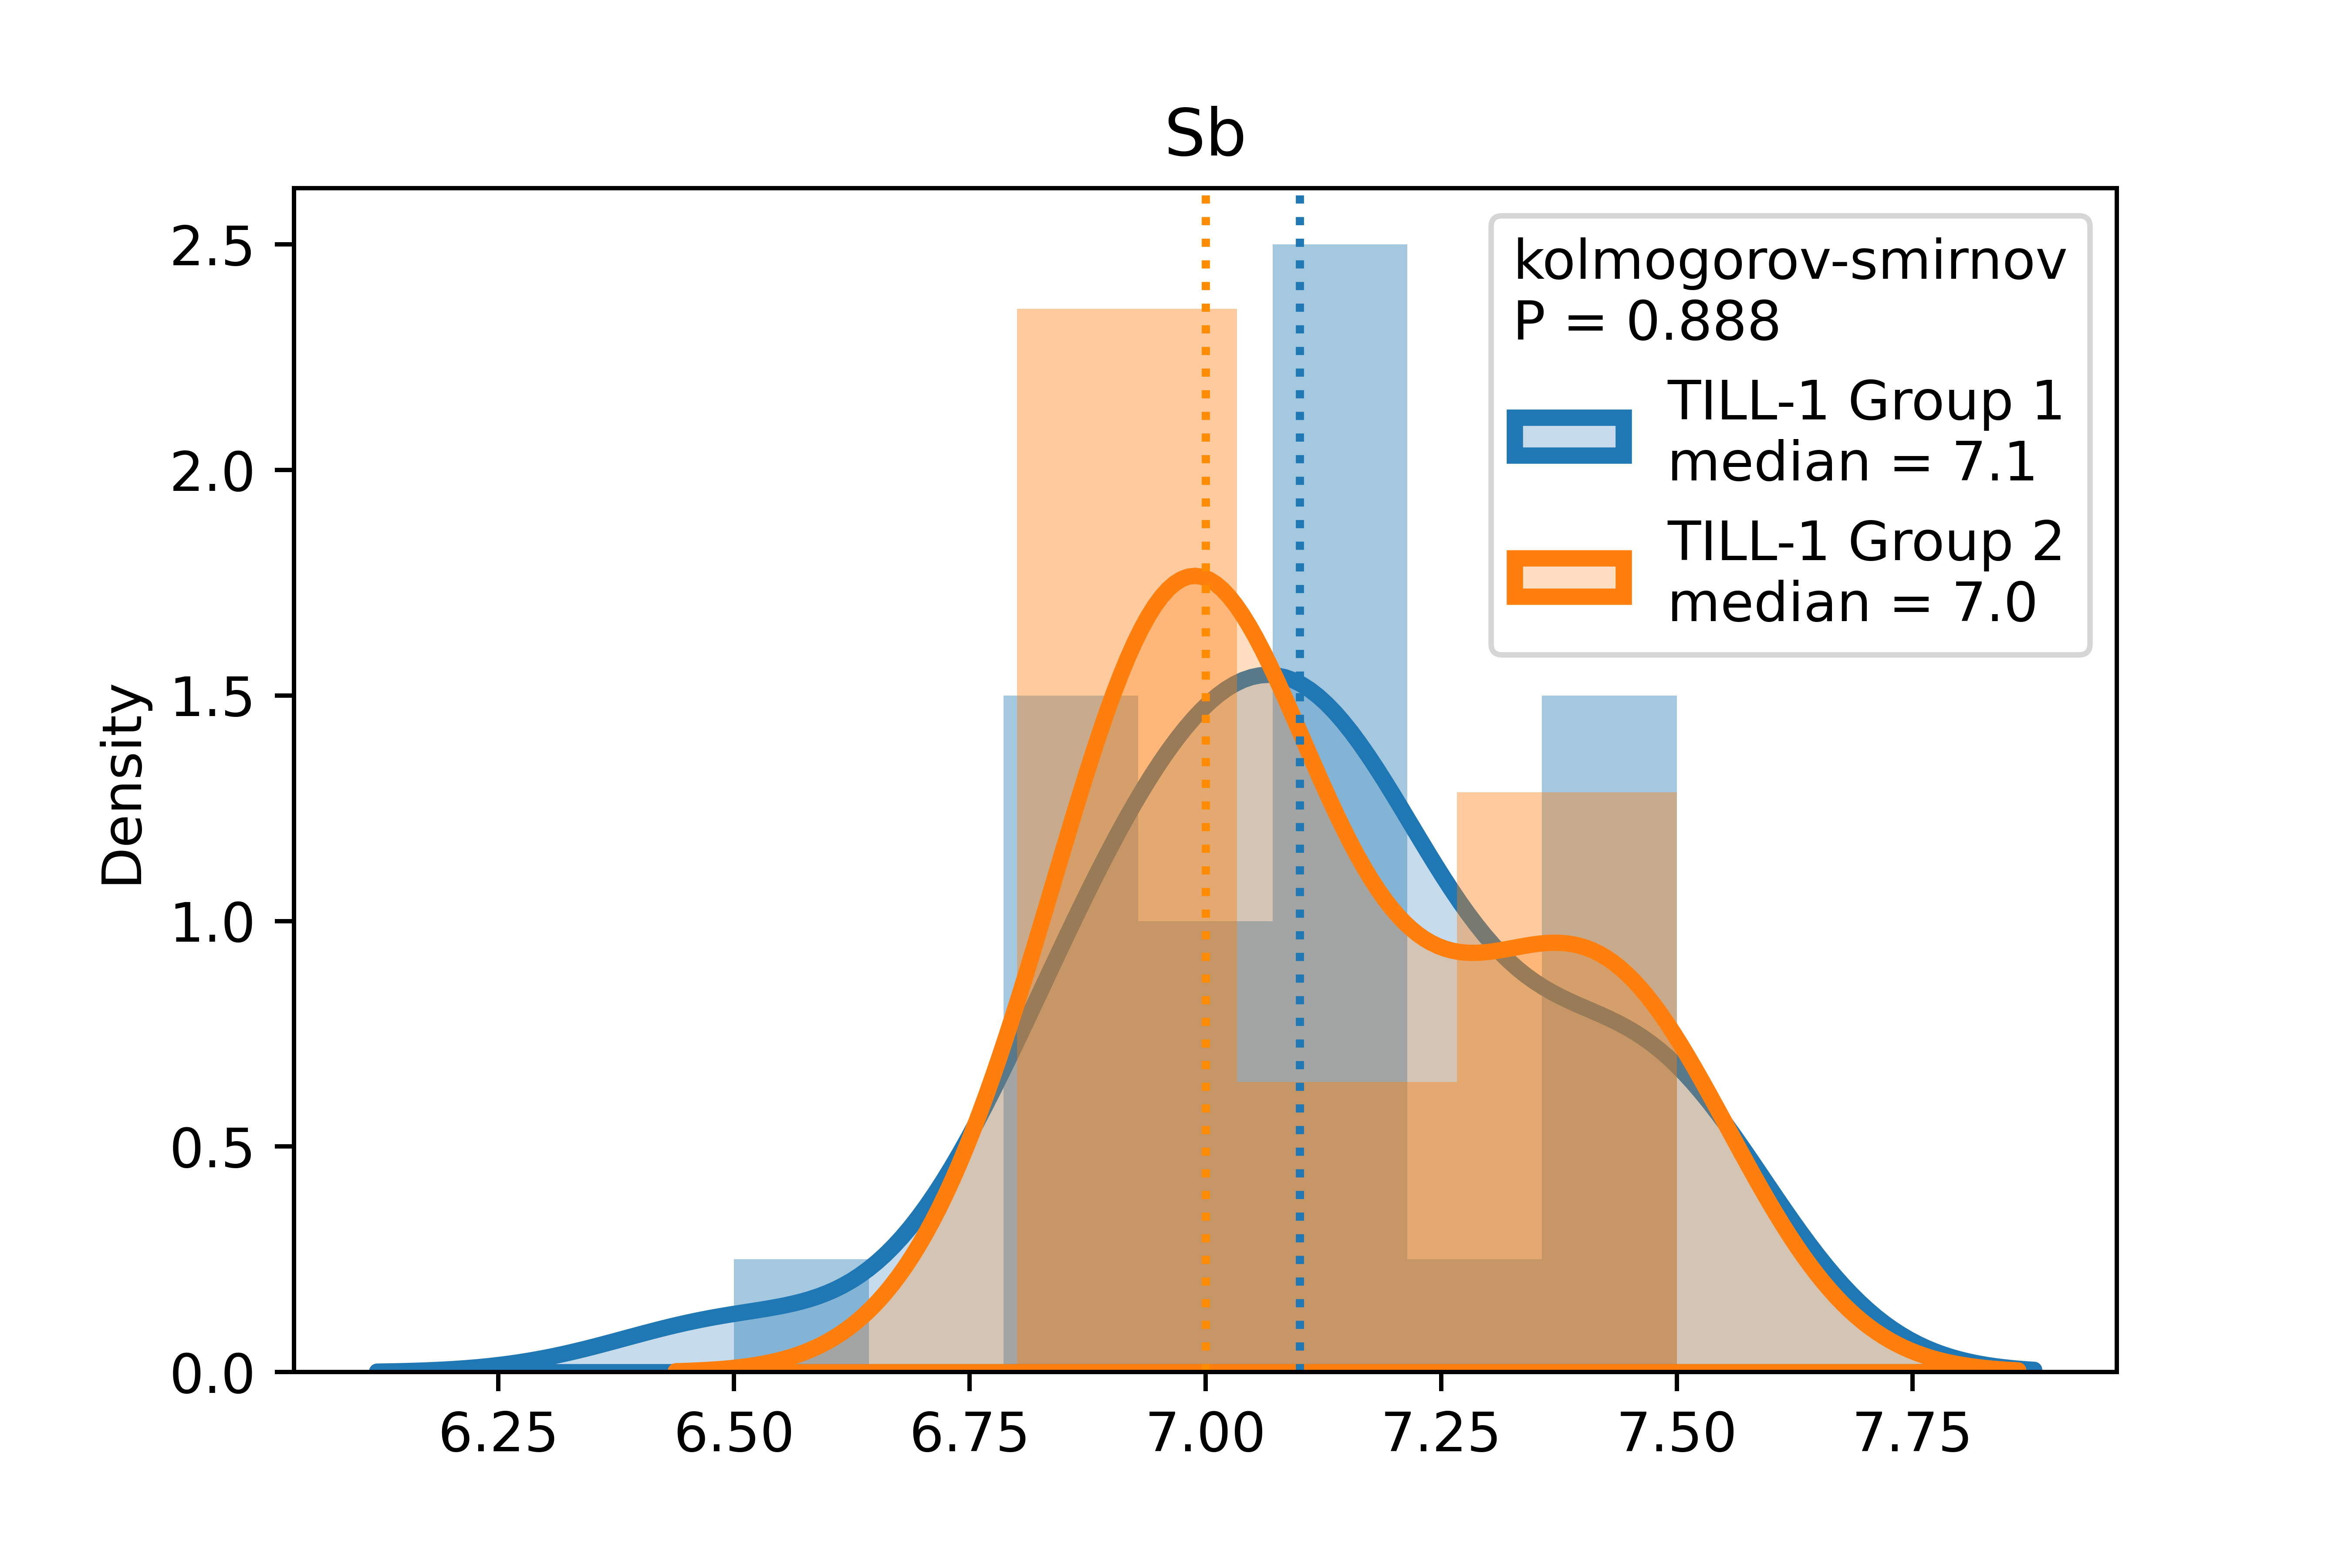 Sb
Density
2.5
2.0
1.5
1.0
0.5
0.0
6.25 6.50 6.75 7.00 7.25 7.50 7.75
kolmogorov-smirnov
P = 0.888
TILL-1 Group 1
median = 7.1
TILL-1 Group 2
median = 7.0